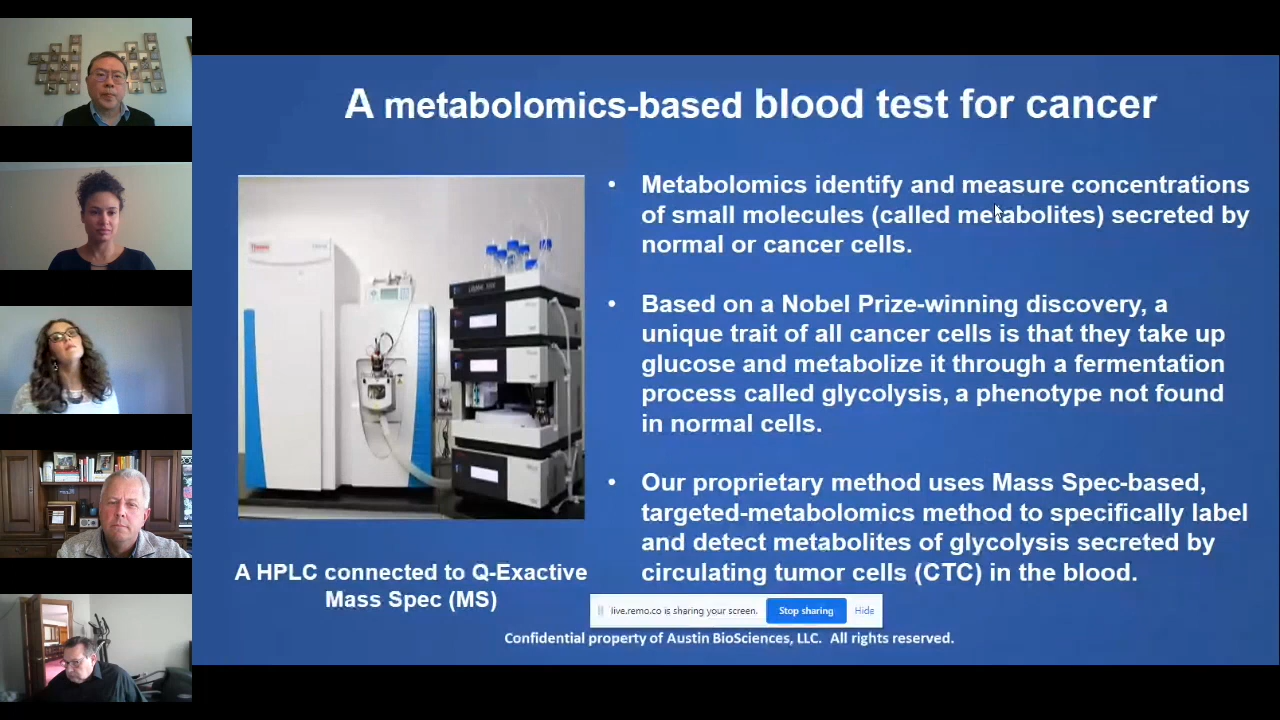 A metabolomics-based blood test for cancer
• Metabolomics identify and measure concentrations
of small molecules (called metabolites) secreted by
normal or cancer cells.
• Based on a Nobel Prize-winning discovery, a
unique trait of all cancer cells is that they take up
glucose and metabolize it through a fermentation
process called glycolysis, a phenotype not found
in normal cells.
• Our proprietary method uses Mass Spec-based,
targeted-metabolomics method to specifically label
and detect metabolites of glycolysis secreted by
circulating tumor cells (CTC) in the blood.
A HPLC connected to Q-Exactive
Mass Spec (MS)
live.remo.co is sharing your screen. Stop sharing Hide
Confidential property of Austin BioSciences, LLC. All rights reserved.